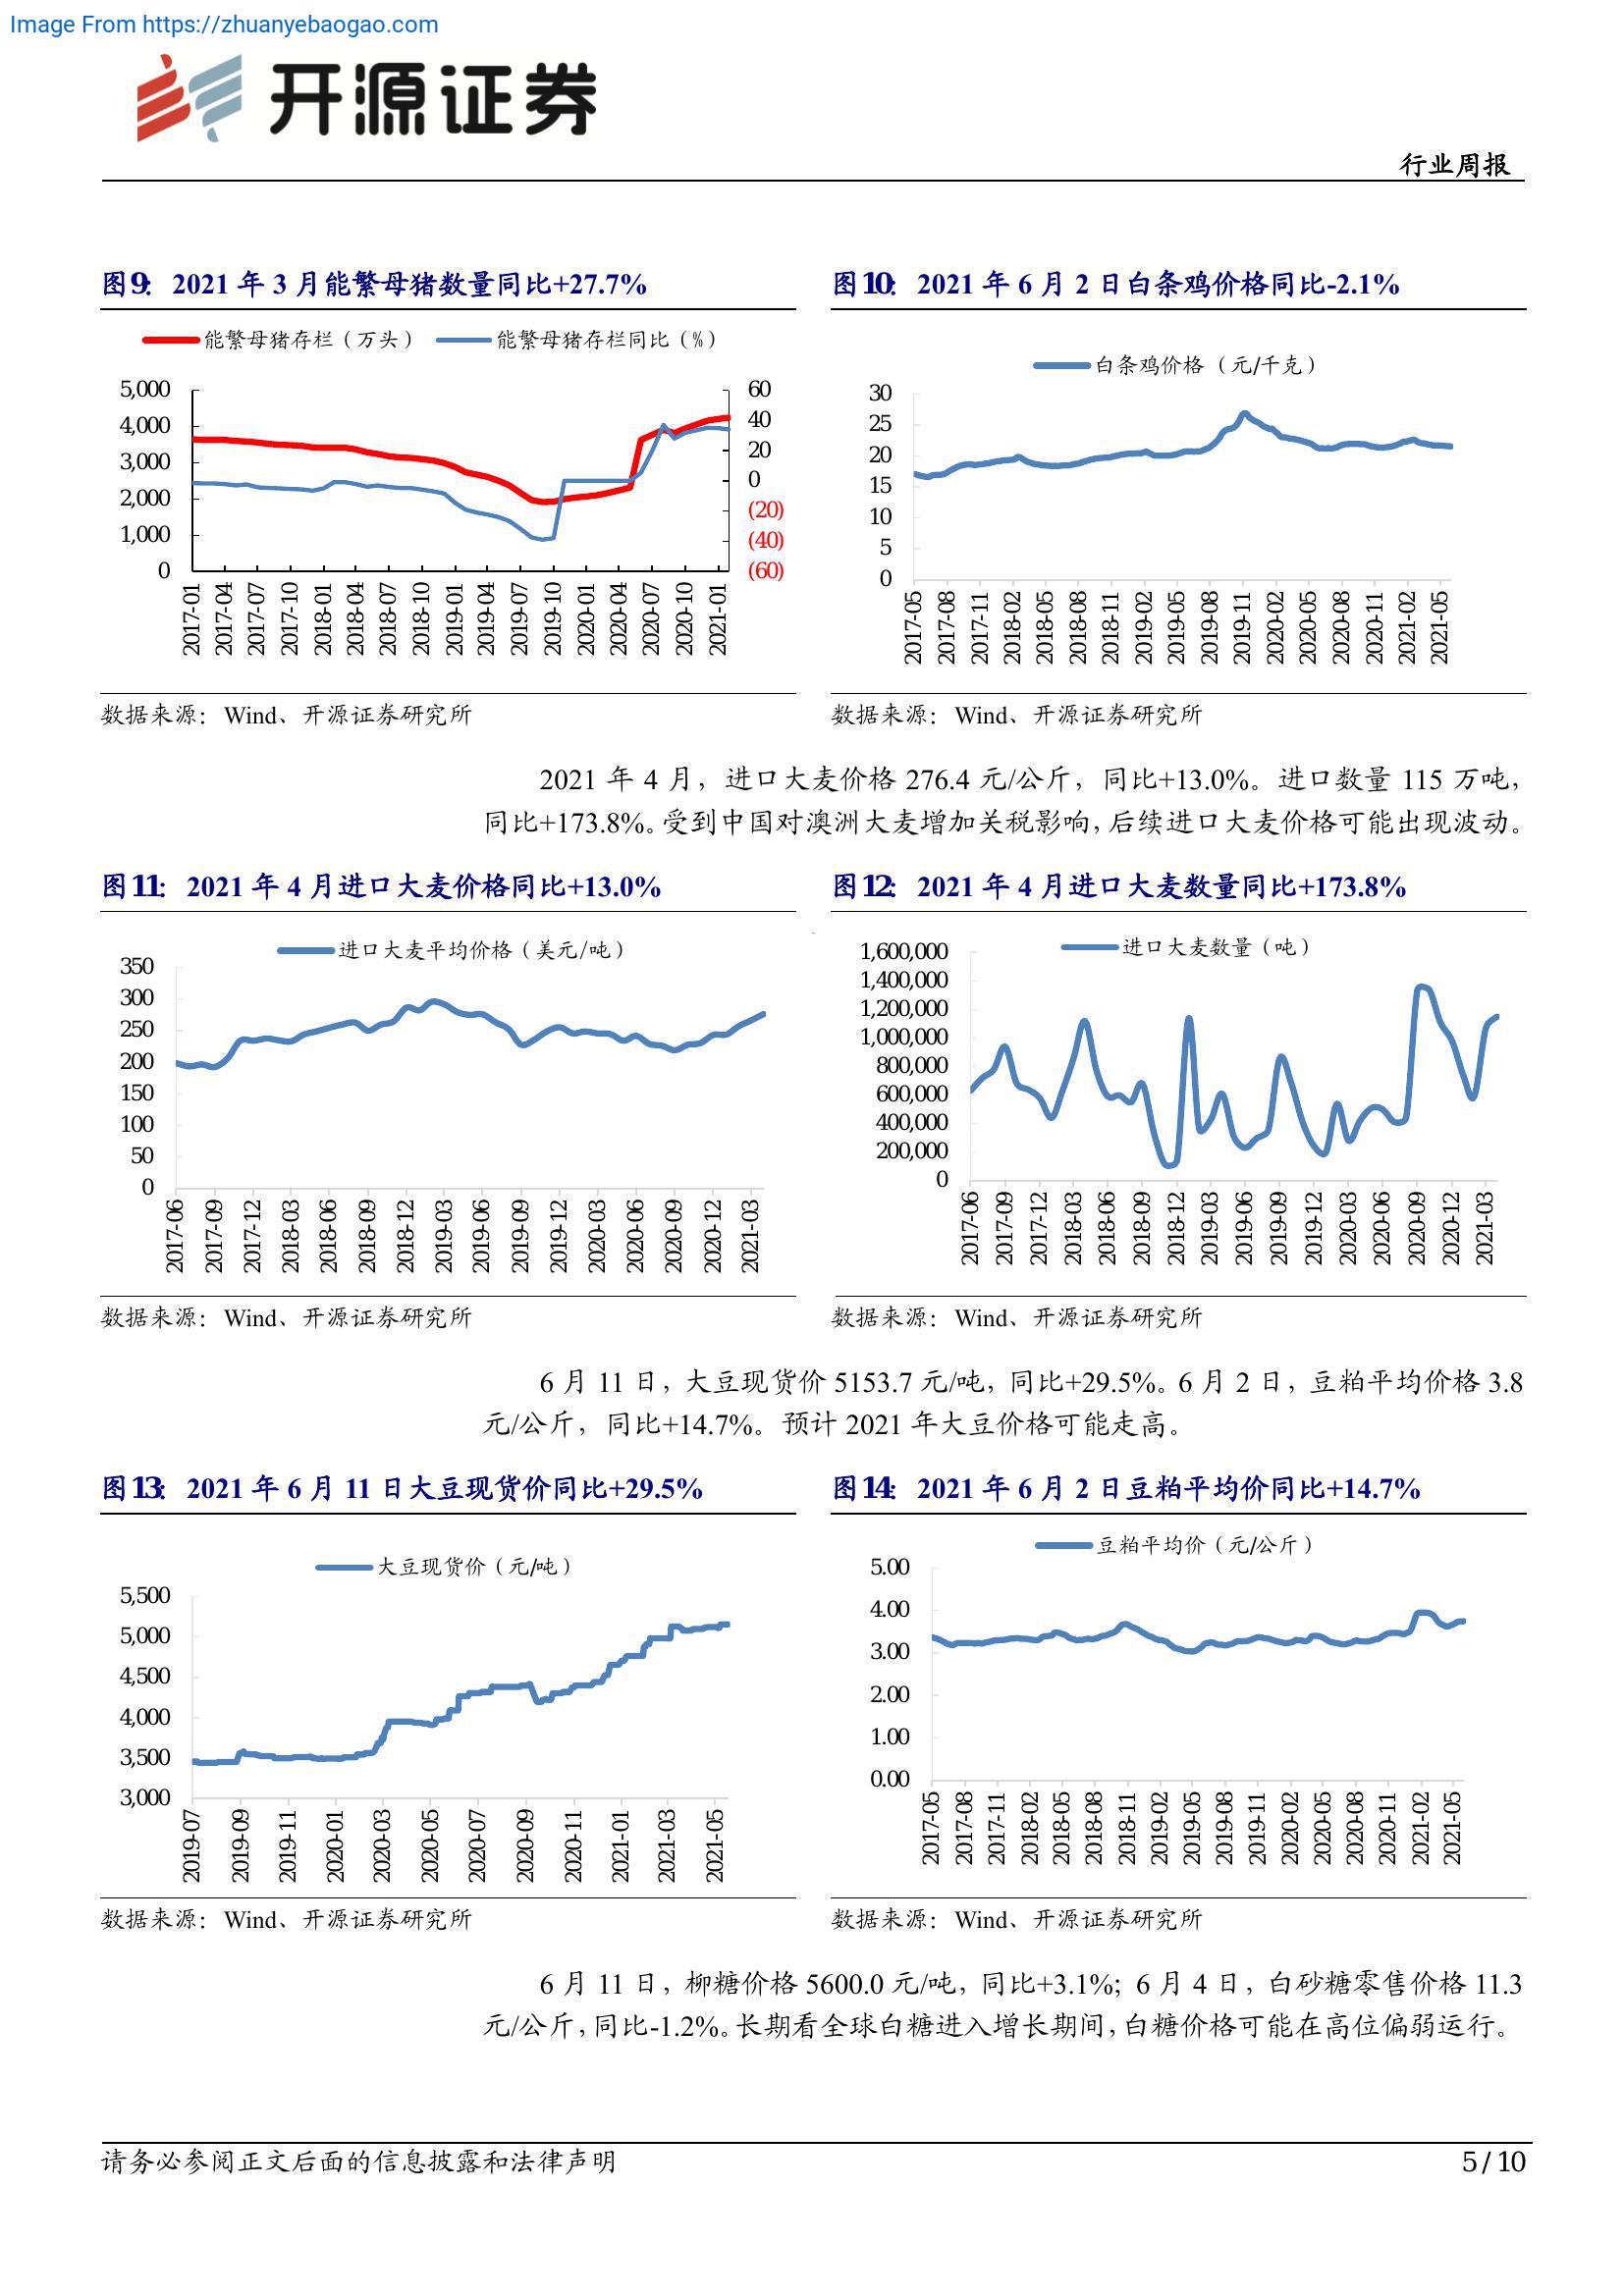 Image From https://zhuanyebaogao.com
开源证券
行业周报
图9： 2021 年 3 月能繁母猪数量同比+27.7%
图10： 2021 年 6 月 2 日白条鸡价格同比-2.1%
能繁母猪存栏（万头） 能繁母猪存栏同比（%）
5,000
4,000
3,000
2,000
1,000
0
60
40
20
0
(20)
(40)
(60)
2017-01 2017-04 2017-07 2017-10 2018-01 2018-04 2018-07 2018-10 2019-01 2019-04 2019-07 2019-10 2020-01 2020-04 2020-07 2020-10 2021-01
白条鸡价格（元/千克）
30
25
20
15
10
5
0
2017-05 2017-08 2017-11 2018-02 2018-05 2018-08 2018-11 2019-02 2019-05 2019-08 2019-11 2020-02 2020-05 2020-08 2020-11 2021-02 2021-05
数据来源：Wind、开源证券研究所
数据来源：Wind、开源证券研究所
2021 年 4 月，进口大麦价格 276.4 元/公斤，同比+13.0%。进口数量 115 万吨，
同比+173.8%。受到中国对澳洲大麦增加关税影响，后续进口大麦价格可能出现波动。
图11： 2021 年 4 月进口大麦价格同比+13.0%
图12： 2021 年 4 月进口大麦数量同比+173.8%
进口大麦平均价格（美元/吨）
350
300
250
200
150
100
50
0
2017-06 2017-09 2017-12 2018-03 2018-06 2018-09 2018-12 2019-03 2019-06 2019-09 2019-12 2020-03 2020-06 2020-09 2020-12 2021-03
进口大麦数量（吨）
1,600,000
1,400,000
1,200,000
1,000,000
800,000
600,000
400,000
200,000
0
2017-06 2017-09 2017-12 2018-03 2018-06 2018-09 2018-12 2019-03 2019-06 2019-09 2019-12 2020-03 2020-06 2020-09 2020-12 2021-03
数据来源：Wind、开源证券研究所
数据来源：Wind、开源证券研究所
6 月 11 日，大豆现货价 5153.7 元/吨，同比+29.5%。6 月 2 日，豆粕平均价格 3.8
元/公斤，同比+14.7%。预计 2021 年大豆价格可能走高。
图13： 2021 年 6 月 11 日大豆现货价同比+29.5%
图14： 2021 年 6 月 2 日豆粕平均价同比+14.7%
大豆现货价（元/吨）
5,500
5,000
4,500
4,000
3,500
3,000
2019-07 2019-09 2019-11 2020-01 2020-03 2020-05 2020-07 2020-09 2020-11 2021-01 2021-03 2021-05
豆粕平均价（元/公斤）
5.00
4.00
3.00
2.00
1.00
0.00
2017-05 2017-08 2017-11 2018-02 2018-05 2018-08 2018-11 2019-02 2019-05 2019-08 2019-11 2020-02 2020-05 2020-08 2020-11 2021-02 2021-05
数据来源：Wind、开源证券研究所
数据来源：Wind、开源证券研究所
6 月 11 日，柳糖价格 5600.0 元/吨，同比+3.1%；6 月 4 日，白砂糖零售价格 11.3
元/公斤，同比-1.2%。长期看全球白糖进入增长期间，白糖价格可能在高位偏弱运行。
请务必参阅正文后面的信息披露和法律声明
5 / 10